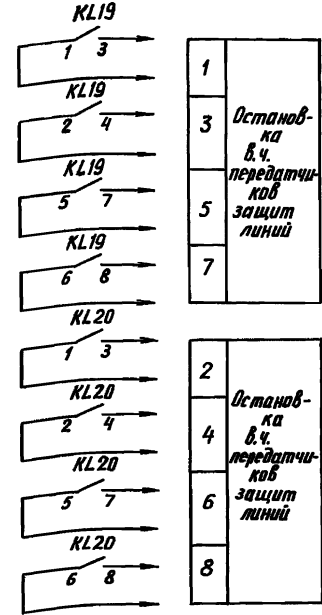 KL19
1 3
KL19
2 4
KL19
5 7
KL19
6 8
KL20
1 3
KL20
2 4
KL20
5 7
KL20
6 8
1
3
5
7
Останов-
ка
в.ч.
передатчи-
ков
защит
линий
2
4
6
8
Останов-
ка
в.ч.
передатчи-
ков
защит
линий